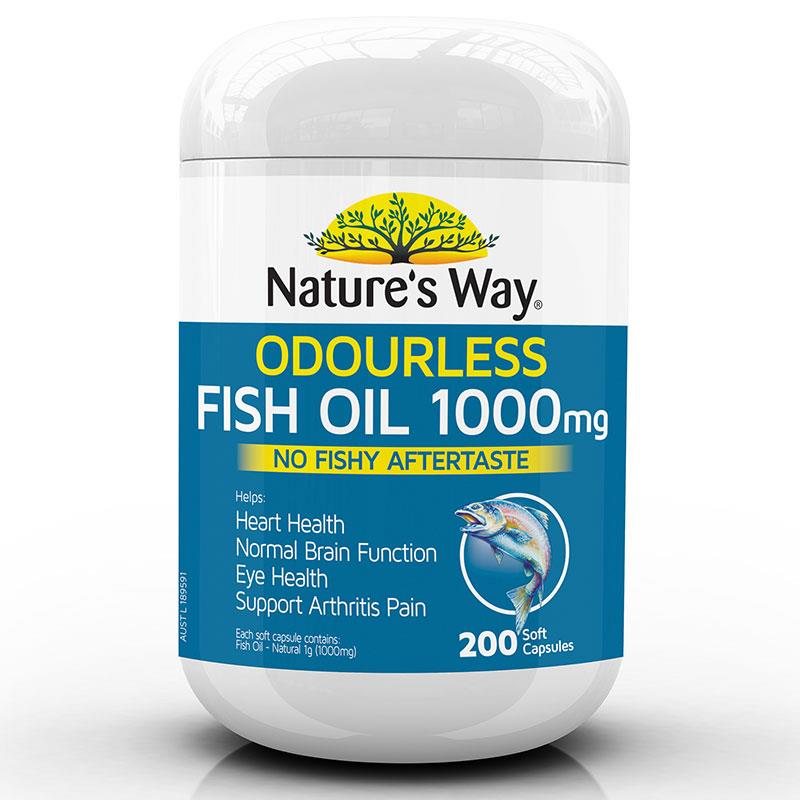 Nature's Way®
ODOURLESS
FISH OIL 1000mg
NO FISHY AFTERTASTE
Helps:
Heart Health
Normal Brain Function
Eye Health
Support Arthritis Pain
Each soft capsule contains:
Fish Oil - Natural 1g (1000mg)
200 Soft
Capsules
AUST L 189591